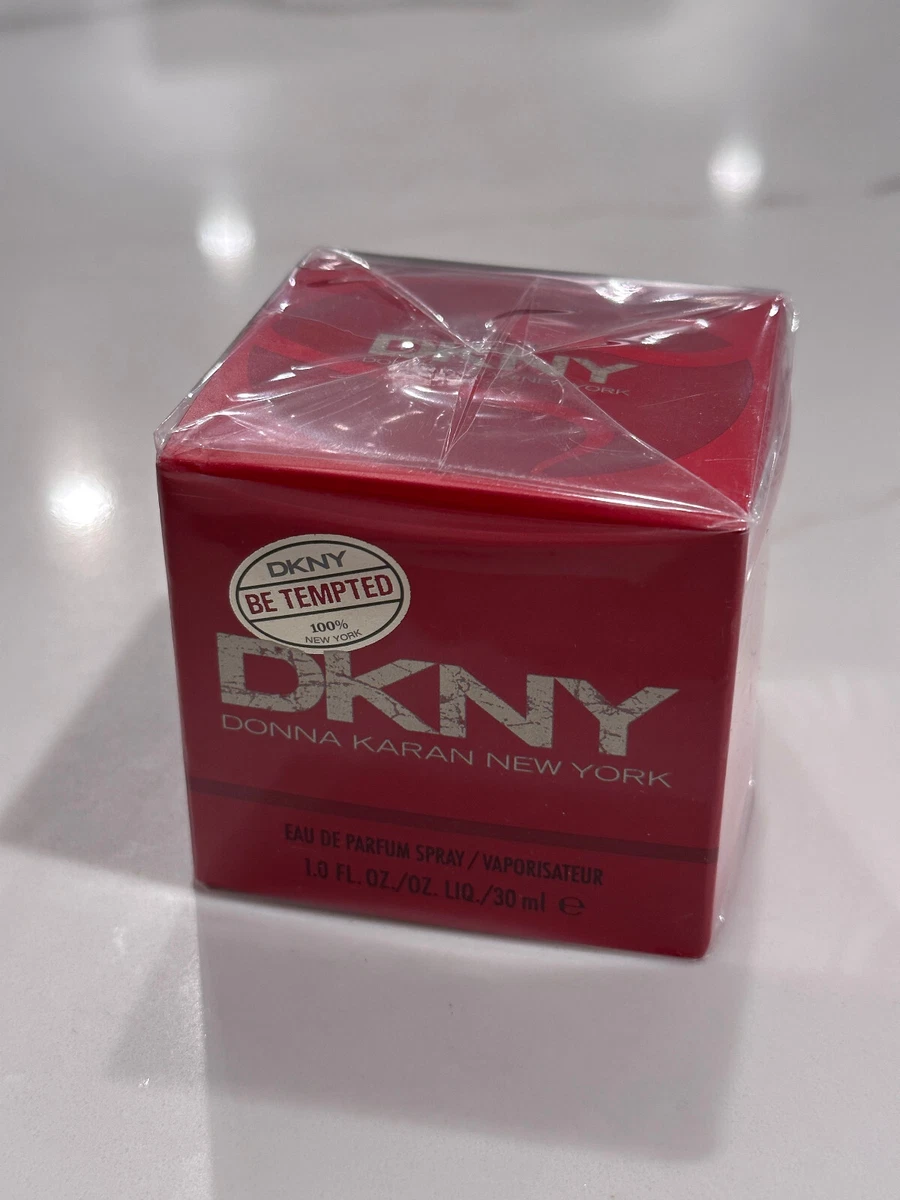 DKNY
DONNA KARAN NEW YORK
DKNY
BE TEMPTED
100%
NEW YORK
DKNY
DONNA KARAN NEW YORK
EAU DE PARFUM SPRAY / VAPORISATEUR
1.0 FL. OZ./OZ. LIQ./30 ml ℮